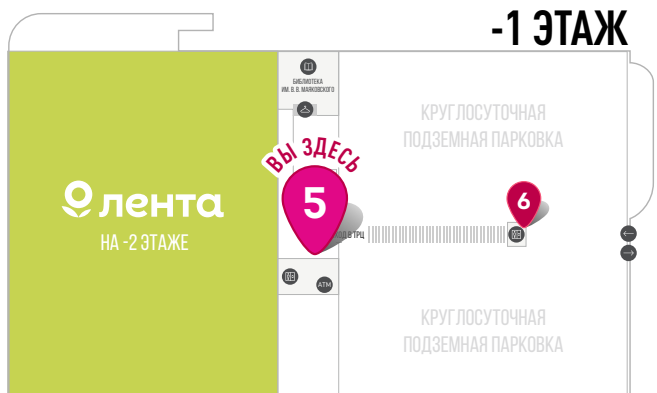 -1 ЭТАЖ
БИБЛИОТЕКА
ИМ. В. В. МАЯКОВСКОГО
КРУГЛОСУТОЧНАЯ
ПОДЗЕМНАЯ ПАРКОВКА
ВЫ ЗДЕСЬ
5
6
лента
НА -2 ЭТАЖЕ
В ТРЦ
ATM
КРУГЛОСУТОЧНАЯ
ПОДЗЕМНАЯ ПАРКОВКА